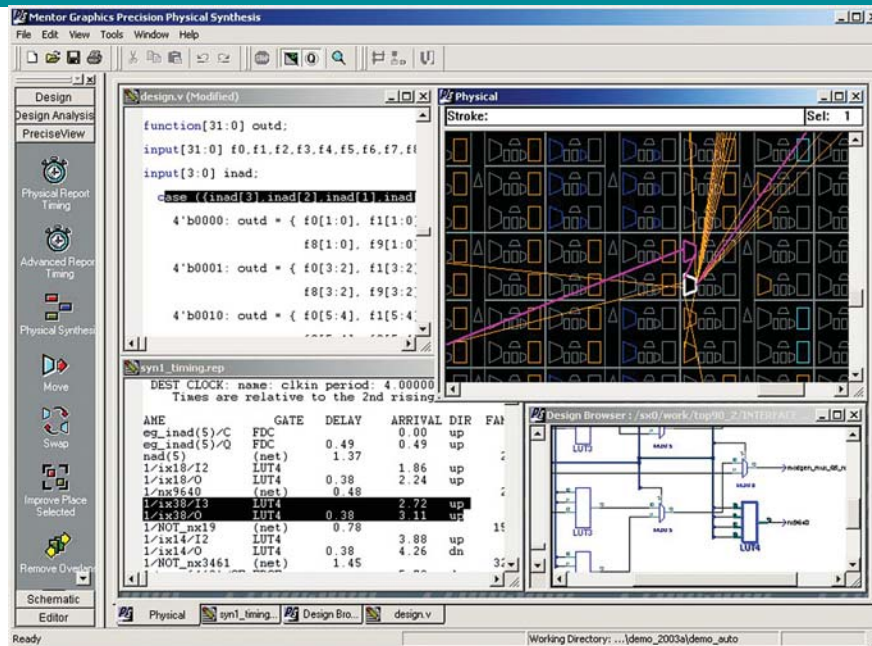 Mentor Graphics Precision Physical Synthesis
File Edit View Tools Window Help
Design
Design Analysis
PreciseView
Physical Report
Timing
Advanced Repor
Timing
Physical Synthesi
Move
Swap
Improve Place
Selected
Remove Overlaps
Schematic
Editor
design.v (Modified)
function[31:0] outd;
input[31:0] f0,f1,f2,f3,f4,f5,f6,f7,f8
input[3:0] inad;
case ({inad[3],inad[2],inad[1],inad
4'b0000: outd = { f0[1:0], f1[1:0]
f8[1:0], f9[1:0]
4'b0001: outd = { f0[3:2], f1[3:2]
f8[3:2], f9[3:2]
4'b0010: outd = { f0[5:4], f1[5:4]
Physical
Stroke: Sel: 1
syn1_timing.rep
DEST CLOCK: name: clkin period: 4.00000
Times are relative to the 2nd rising
AME GATE DELAY ARRIVAL DIR FAN
eg_inad(5)/C FDC 0.00 up
eg_inad(5)/Q FDC 0.49 0.49 up
nad(5) (net) 1.37 2
1/ix18/I2 LUT4 1.86 up
1/ix18/O LUT4 0.38 2.24 up
1/nx9640 (net) 0.48 2
1/ix38/I3 LUT4 2.72 up
1/ix38/O LUT4 0.38 3.11 up
1/NOT_nx19 (net) 0.78 19
1/ix14/I2 LUT4 3.88 up
1/ix14/O LUT4 0.38 4.26 dn
1/NOT_nx3461 (net) 1.45 32
Design Browser : /sx0/work/top90_2/INTERFACE ...
LUT3
LUT4
nx9640
Physical syn1_timing... Design Bro... design.v
Ready Working Directory: ...\demo_2003a\demo_auto